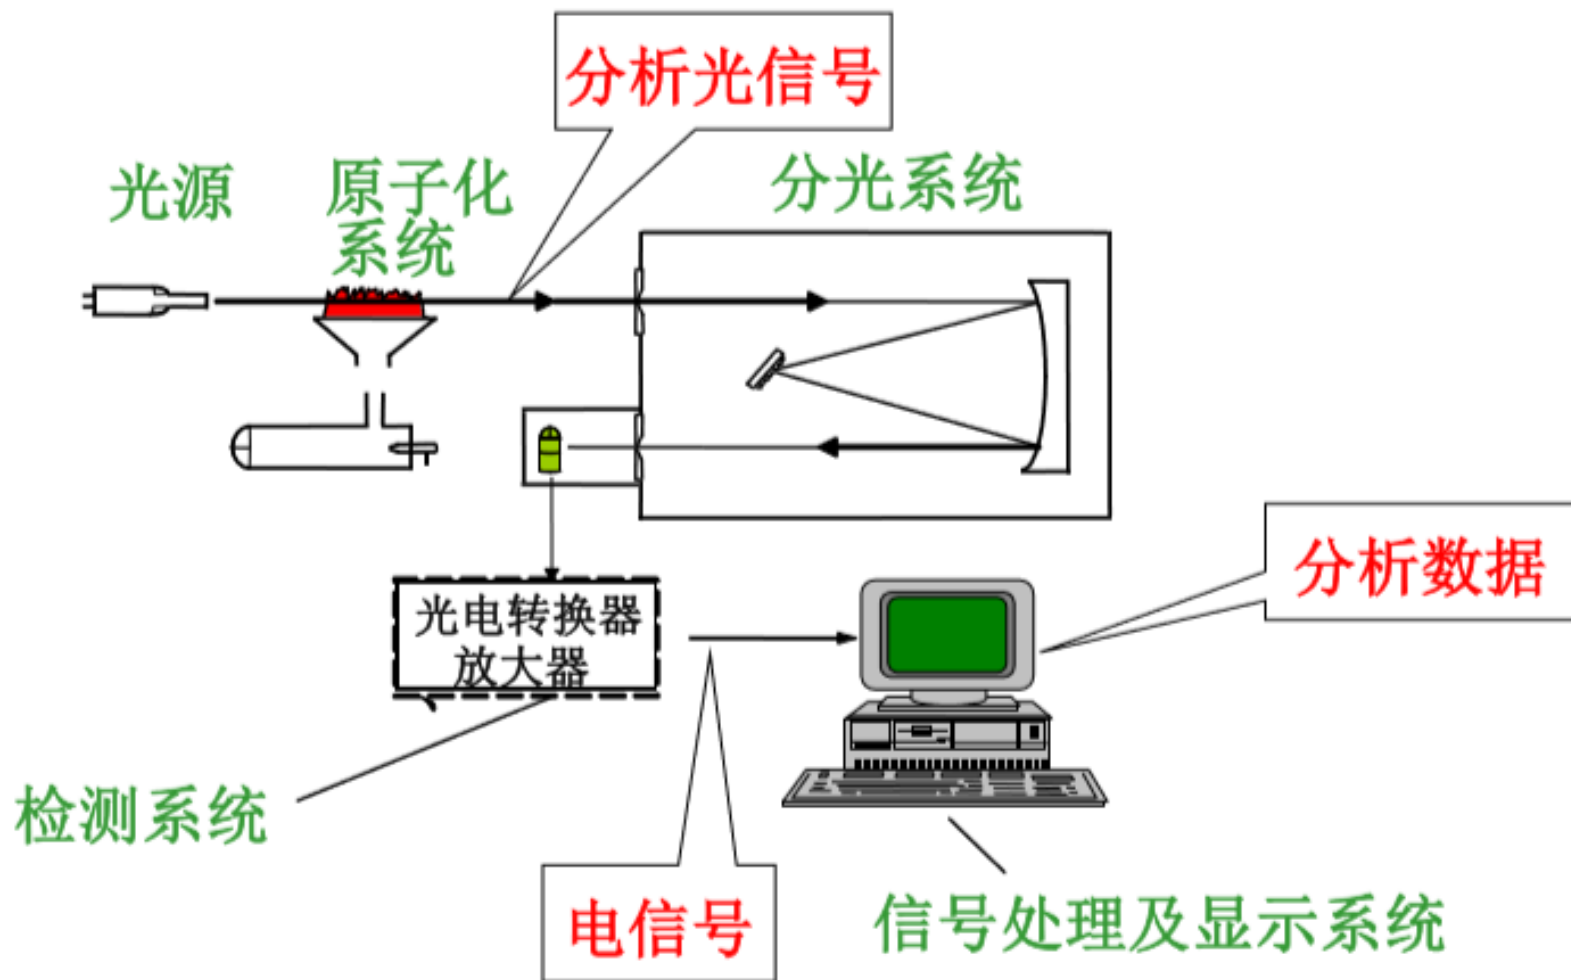 分析光信号
光源
原子化
系统
分光系统
光电转换器
放大器
分析数据
检测系统
电信号
信号处理及显示系统